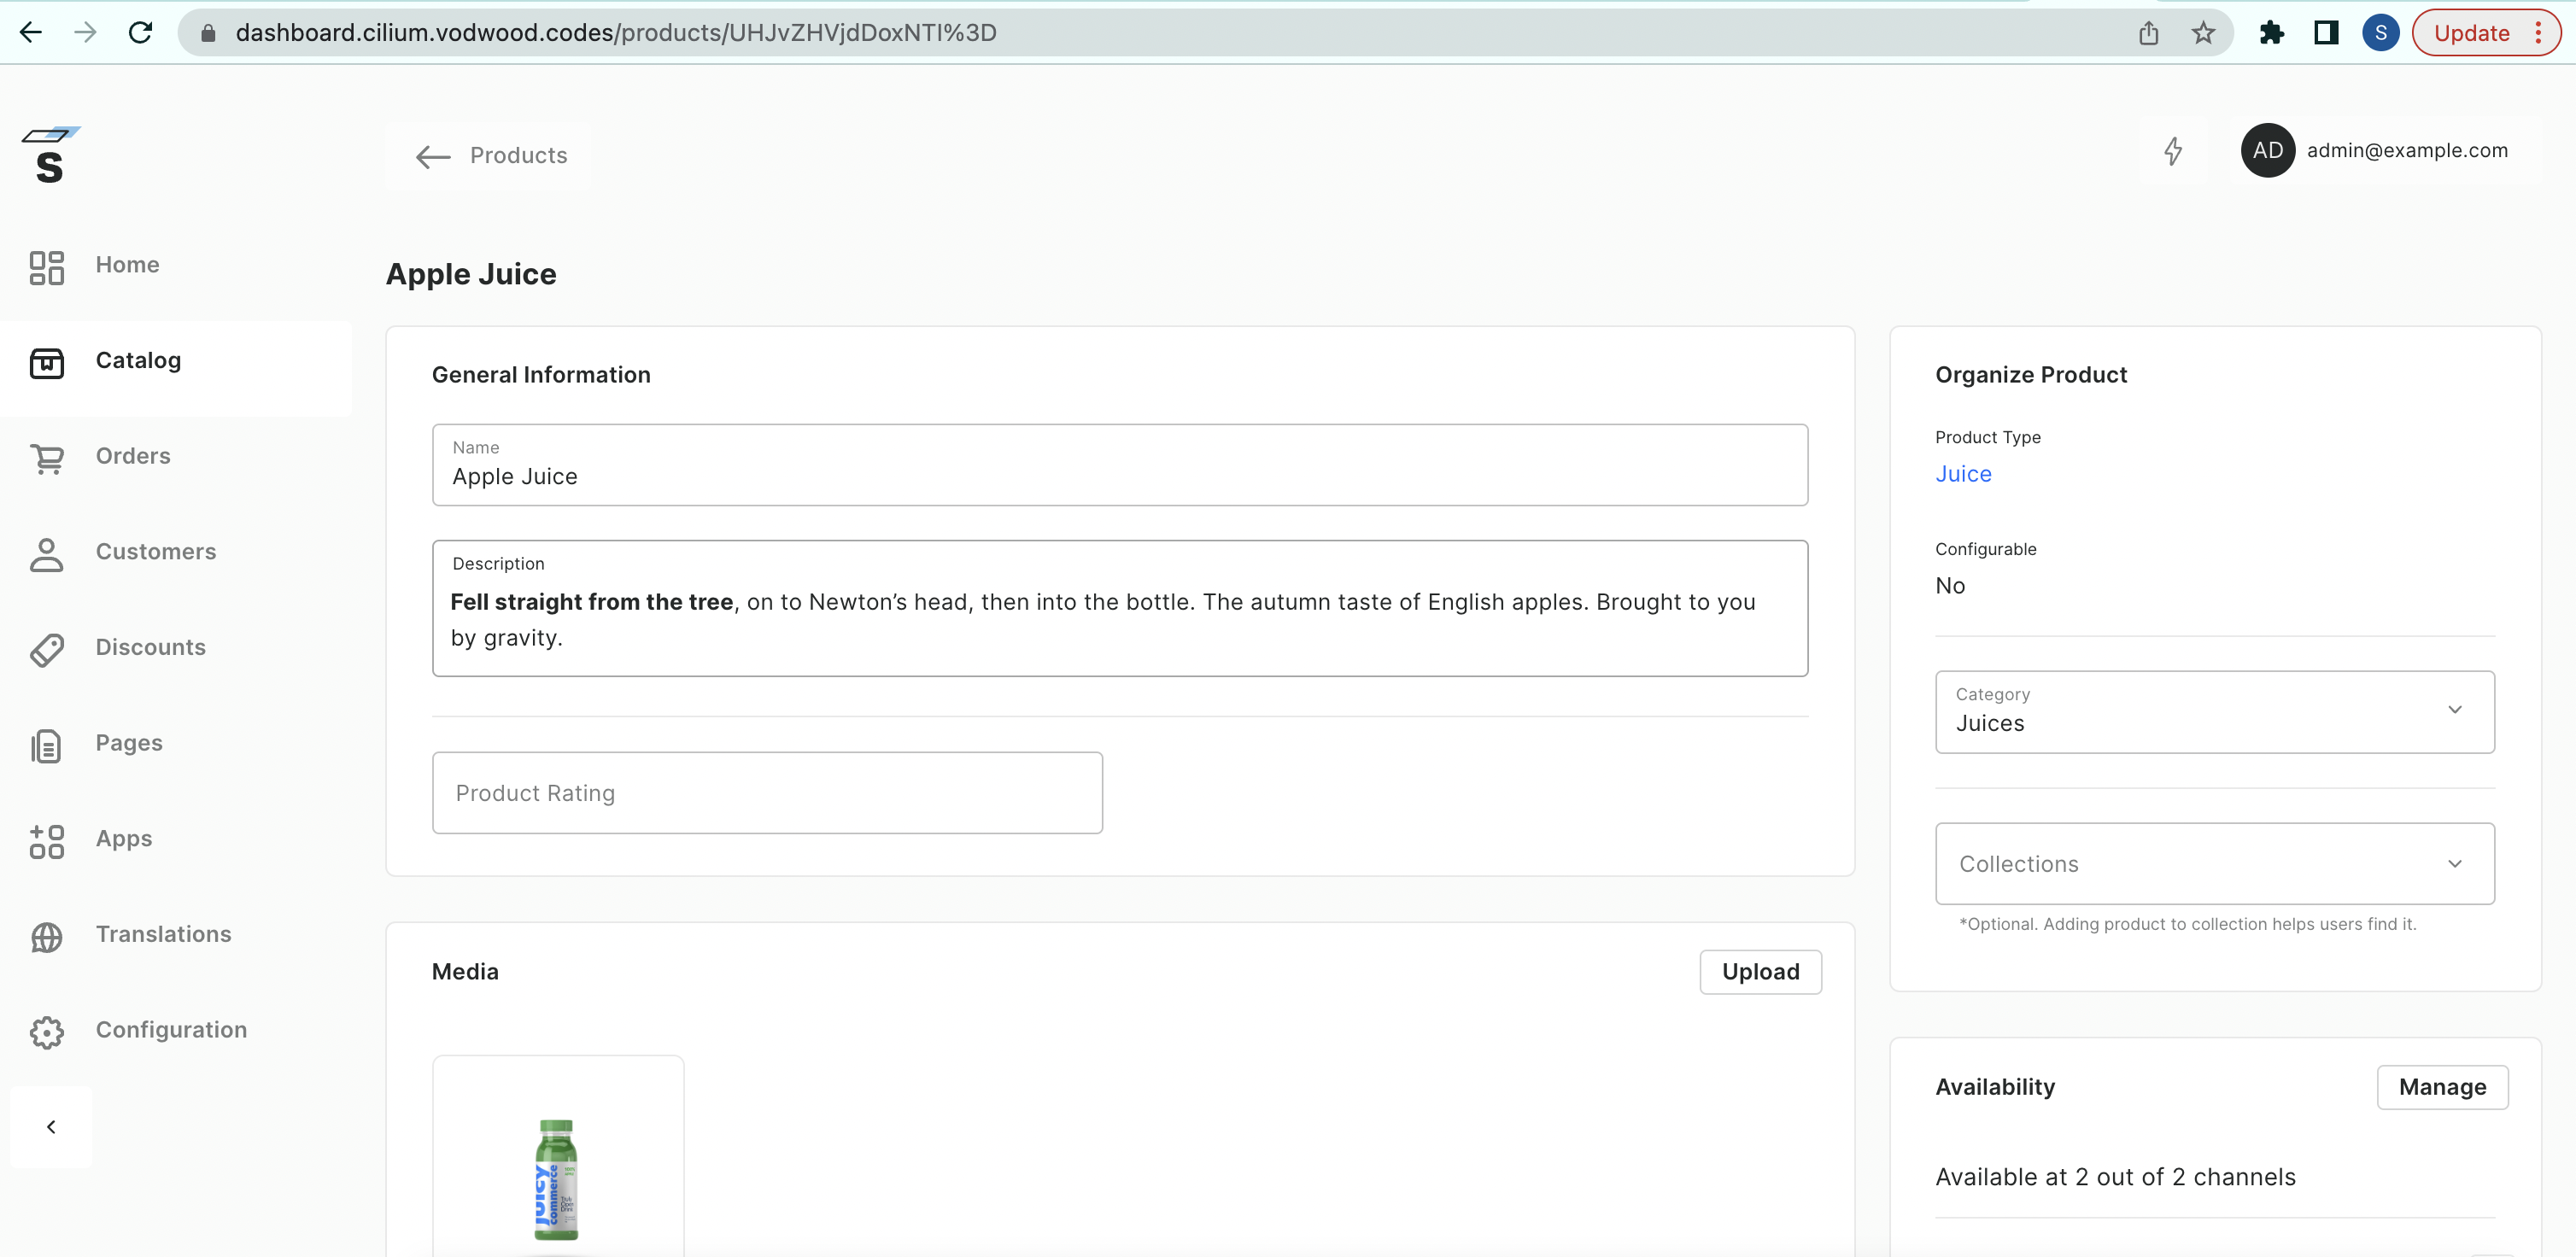 dashboard.cilium.vodwood.codes/products/UHJvZHVjdDoxNTI%3D
S
Update
S
Products
AD
admin@example.com
Home
Catalog
Orders
Customers
Discounts
Pages
Apps
Translations
Configuration
Apple Juice
General Information
Name
Apple Juice
Description
Fell straight from the tree, on to Newton’s head, then into the bottle. The autumn taste of English apples. Brought to you
by gravity.
Product Rating
Media
Upload
JUICY
commerce
Organize Product
Product Type
Juice
Configurable
No
Category
Juices
Collections
*Optional. Adding product to collection helps users find it.
Availability
Manage
Available at 2 out of 2 channels